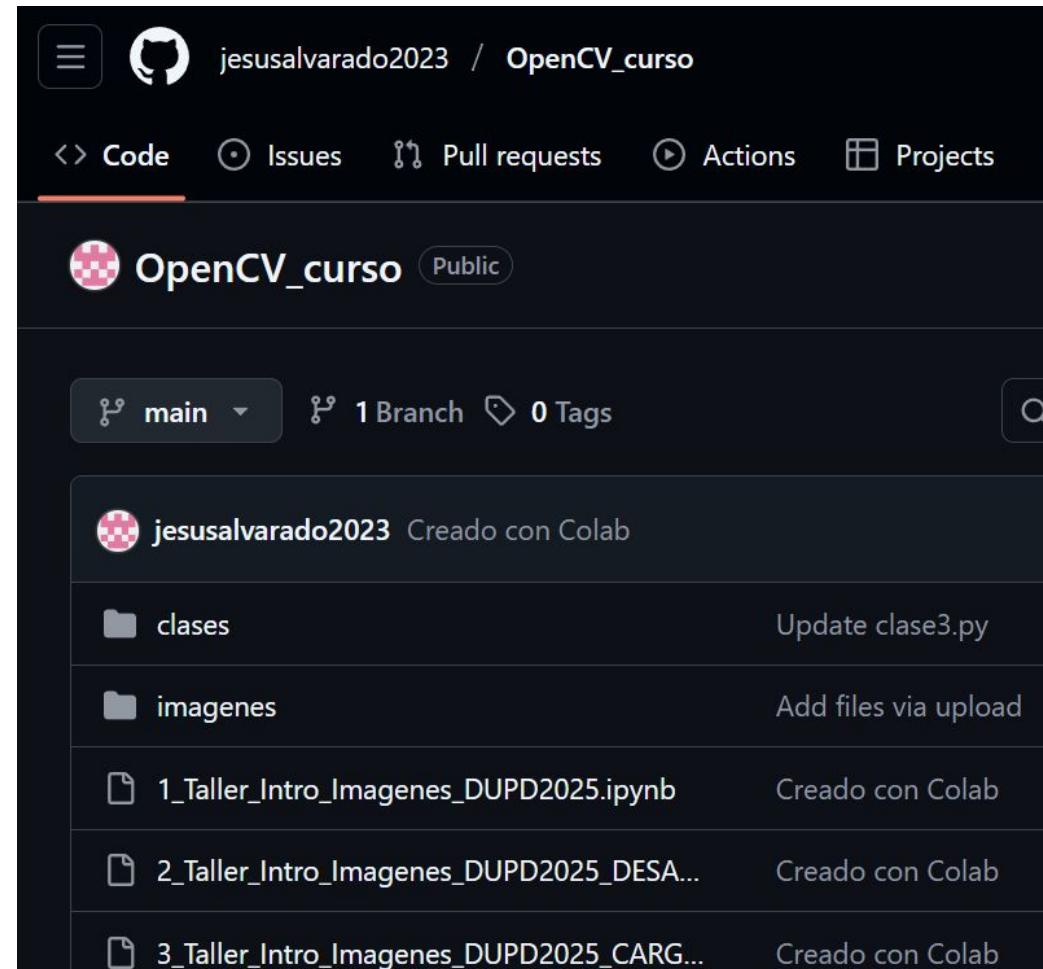 jesusalvarado2023 / OpenCV_curso
<> Code Issues Pull requests Actions Projects
OpenCV_curso Public
main 1 Branch 0 Tags
jesusalvarado2023 Creado con Colab
clases Update clase3.py
imagenes Add files via upload
1_Taller_Intro_Imagenes_DUPD2025.ipynb Creado con Colab
2_Taller_Intro_Imagenes_DUPD2025_DESA... Creado con Colab
3_Taller_Intro_Imagenes_DUPD2025_CARG... Creado con Colab